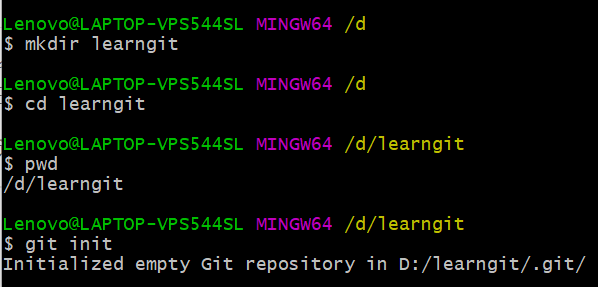 Lenovo@LAPTOP-VPS544SL MINGW64 /d
$ mkdir learngit
Lenovo@LAPTOP-VPS544SL MINGW64 /d
$ cd learngit
Lenovo@LAPTOP-VPS544SL MINGW64 /d/learngit
$ pwd
/d/learngit
Lenovo@LAPTOP-VPS544SL MINGW64 /d/learngit
$ git init
Initialized empty Git repository in D:/learngit/.git/